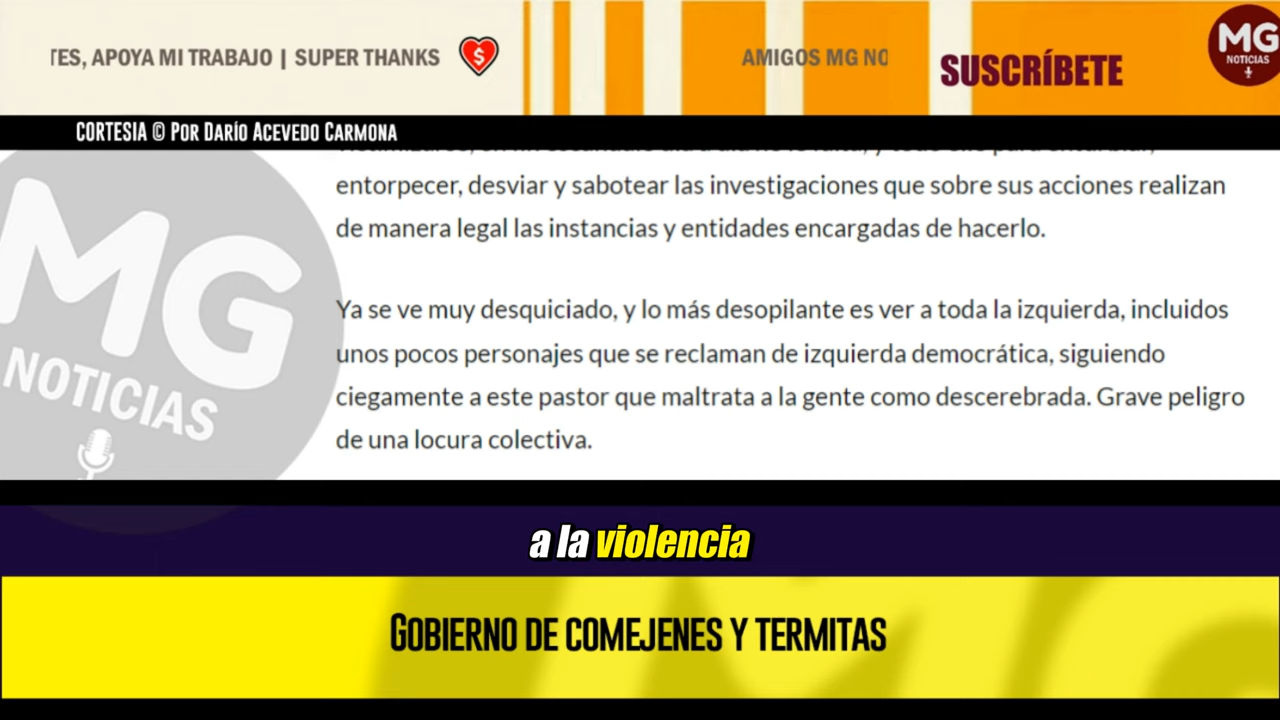 TES, APOYA MI TRABAJO | SUPER THANKS
AMIGOS MG NO
SUSCRÍBETE
MG
NOTICIAS
CORTESIA © POR DARÍO ACEVEDO CARMONA
entorpecer, desviar y sabotear las investigaciones que sobre sus acciones realizan
de manera legal las instancias y entidades encargadas de hacerlo.
Ya se ve muy desquiciado, y lo más desopilante es ver a toda la izquierda, incluidos
unos pocos personajes que se reclaman de izquierda democrática, siguiendo
ciegamente a este pastor que maltrata a la gente como descerebrada. Grave peligro
de una locura colectiva.
MG
NOTICIAS
a la violencia
GOBIERNO DE COMEJENES Y TERMITAS